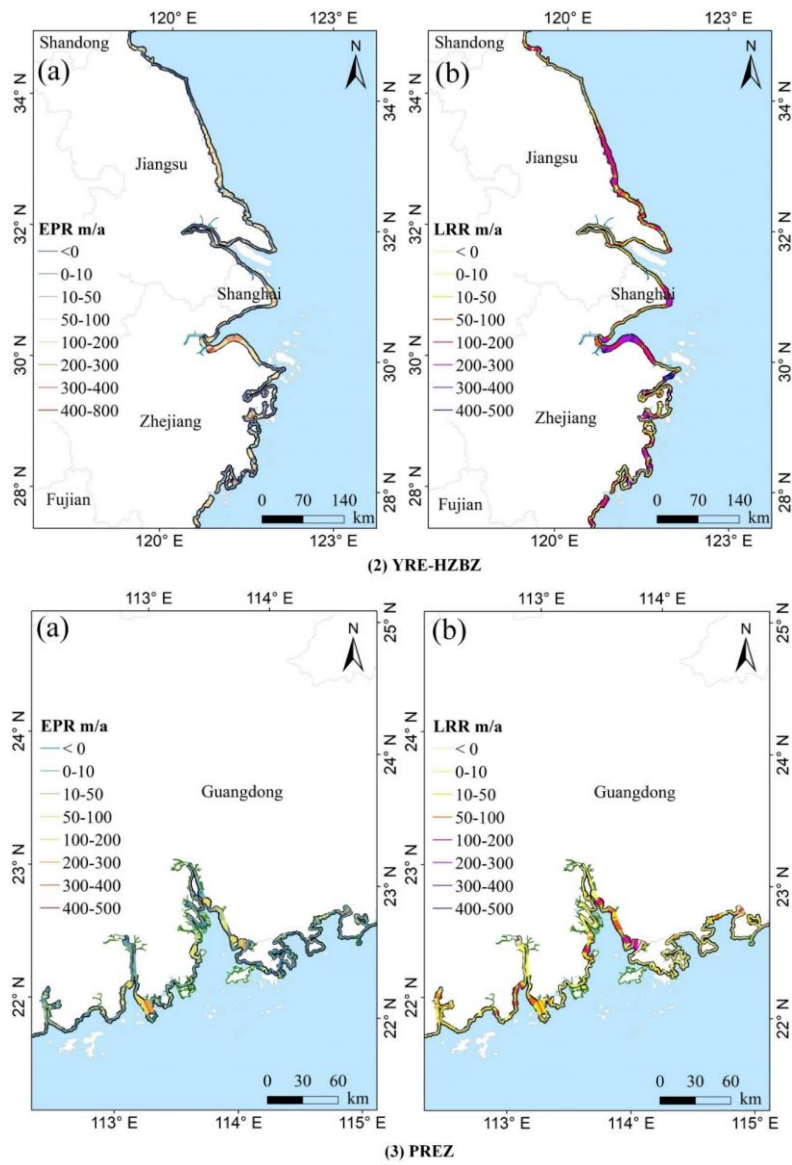 120° E 123° E
Shandong
(a)
N
34° N
Jiangsu
EPR m/a
<0
0-10
10-50
50-100
100-200
200-300
300-400
400-800
32° N
Shanghai
30° N
Zhejiang
28° N
Fujian
0 70 140
km
120° E 123° E
120° E 123° E
Shandong
(b)
N
34° N
34° N
Jiangsu
LRR m/a
< 0
0-10
10-50
50-100
100-200
200-300
300-400
400-500
32° N
32° N
Shanghai
30° N
30° N
Zhejiang
28° N
28° N
Fujian
0 70 140
km
120° E 123° E
(2) YRE-HZBZ
113° E 114° E
(a)
N
25° N
24° N
24° N
EPR m/a
< 0
0-10
10-50
50-100
100-200
200-300
300-400
400-500
Guangdong
23° N
23° N
22° N
22° N
0 30 60
km
113° E 114° E 115° E
113° E 114° E
(b)
N
25° N
24° N
LRR m/a
< 0
0-10
10-50
50-100
100-200
200-300
300-400
400-500
Guangdong
23° N
22° N
0 30 60
km
113° E 114° E 115° E
(3) PREZ